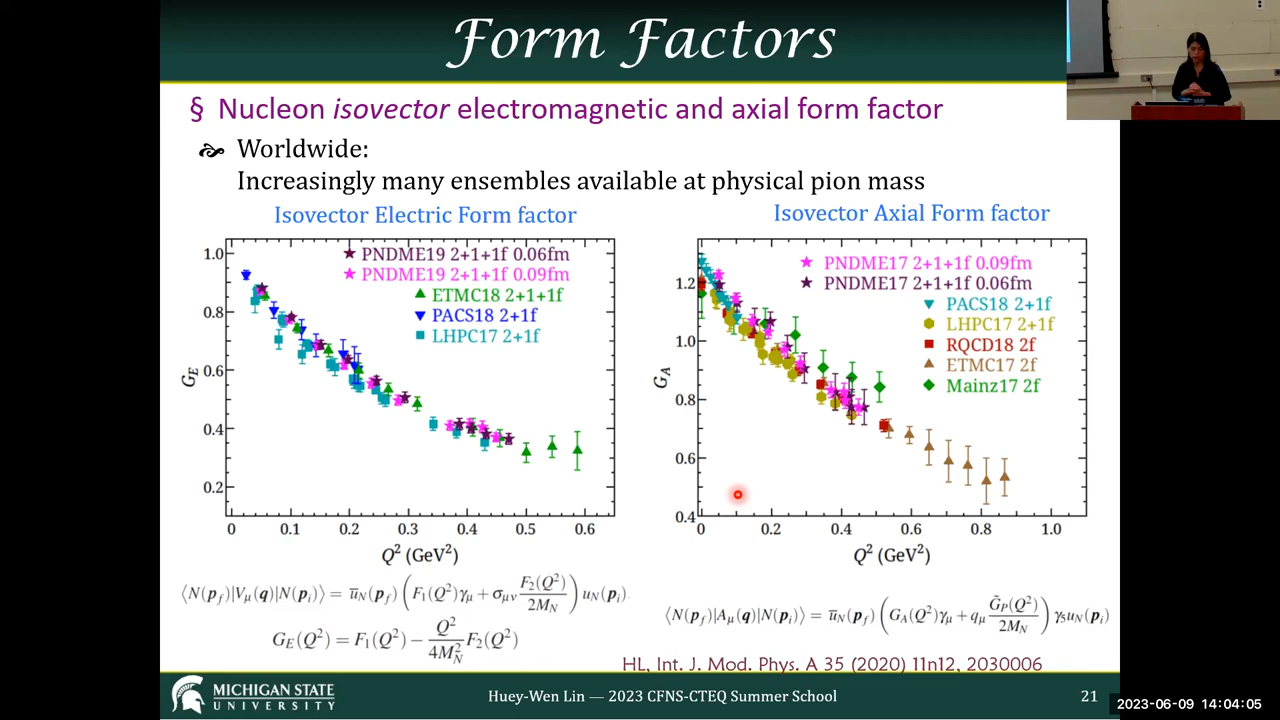 Form Factors
§ Nucleon isovector electromagnetic and axial form factor
Worldwide:
Increasingly many ensembles available at physical pion mass
Isovector Electric Form factor
1.0
0.8
0.6
0.4
0.2
G_E
PNDME19 2+1+1f 0.06fm
PNDME19 2+1+1f 0.09fm
ETMC18 2+1+1f
PACS18 2+1f
LHPC17 2+1f
0 0.1 0.2 0.3 0.4 0.5 0.6
Q² (GeV²)
Isovector Axial Form factor
1.2
1.0
0.8
0.6
0.4
G_A
PNDME17 2+1+1f 0.09fm
PNDME17 2+1+1f 0.06fm
PACS18 2+1f
LHPC17 2+1f
RQCD18 2f
ETMC17 2f
Mainz17 2f
0 0.2 0.4 0.6 0.8 1.0
Q² (GeV²)
⟨N(p_f)|V_μ(q)|N(p_i)⟩ = u̅_N(p_f) (F₁(Q²)γ_μ + σ_μν F₂(Q²)/2M_N) u_N(p_i).
G_E(Q²) = F₁(Q²) − Q²/4M_N² F₂(Q²)
⟨N(p_f)|A_μ(q)|N(p_i)⟩ = u̅_N(p_f) (G_A(Q²)γ_μ + q_μ G̃_P(Q²)/2M_N) γ₅u_N(p_i)
HL, Int. J. Mod. Phys. A 35 (2020) 11n12, 2030006
MICHIGAN STATE
UNIVERSITY
Huey-Wen Lin — 2023 CFNS-CTEQ Summer School
21
2023-06-09 14:04:05